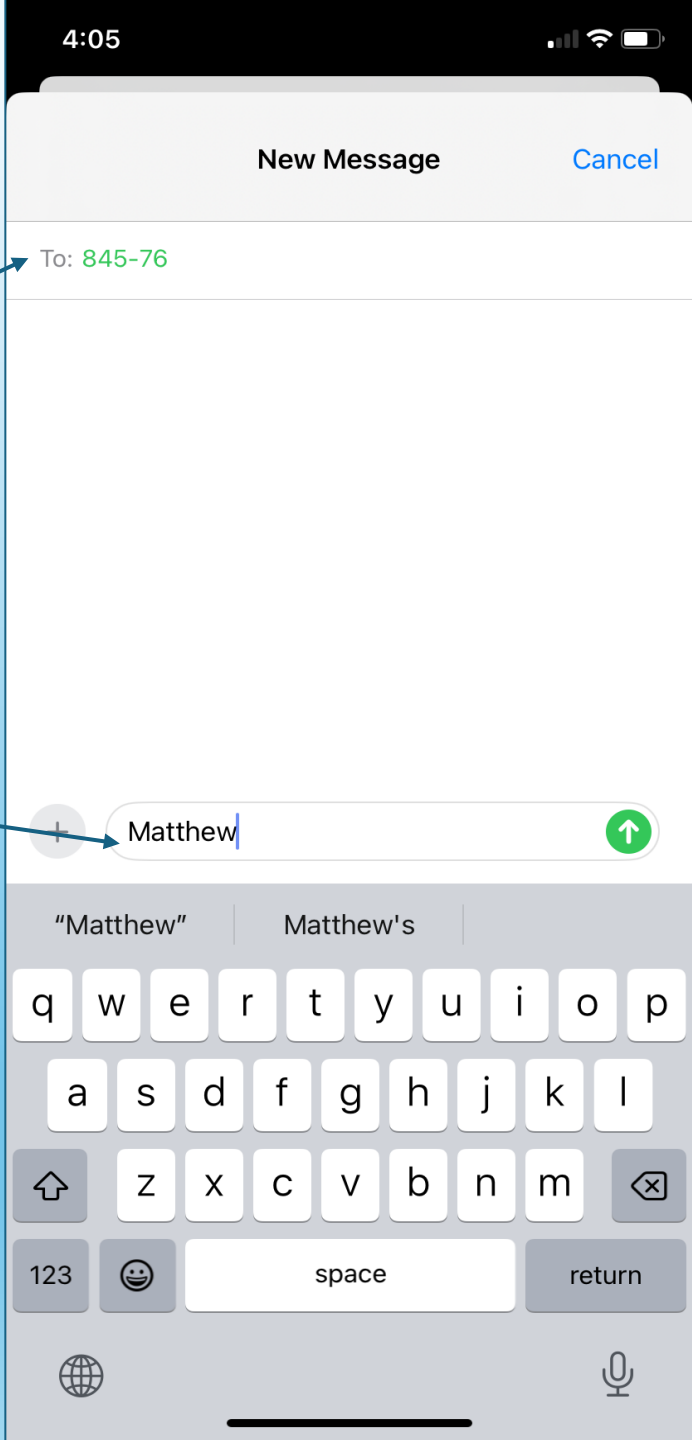 4:05
New Message Cancel
To: 845-76
Matthew
“Matthew” Matthew's
q w e r t y u i o p
a s d f g h j k l
z x c v b n m
123 space return